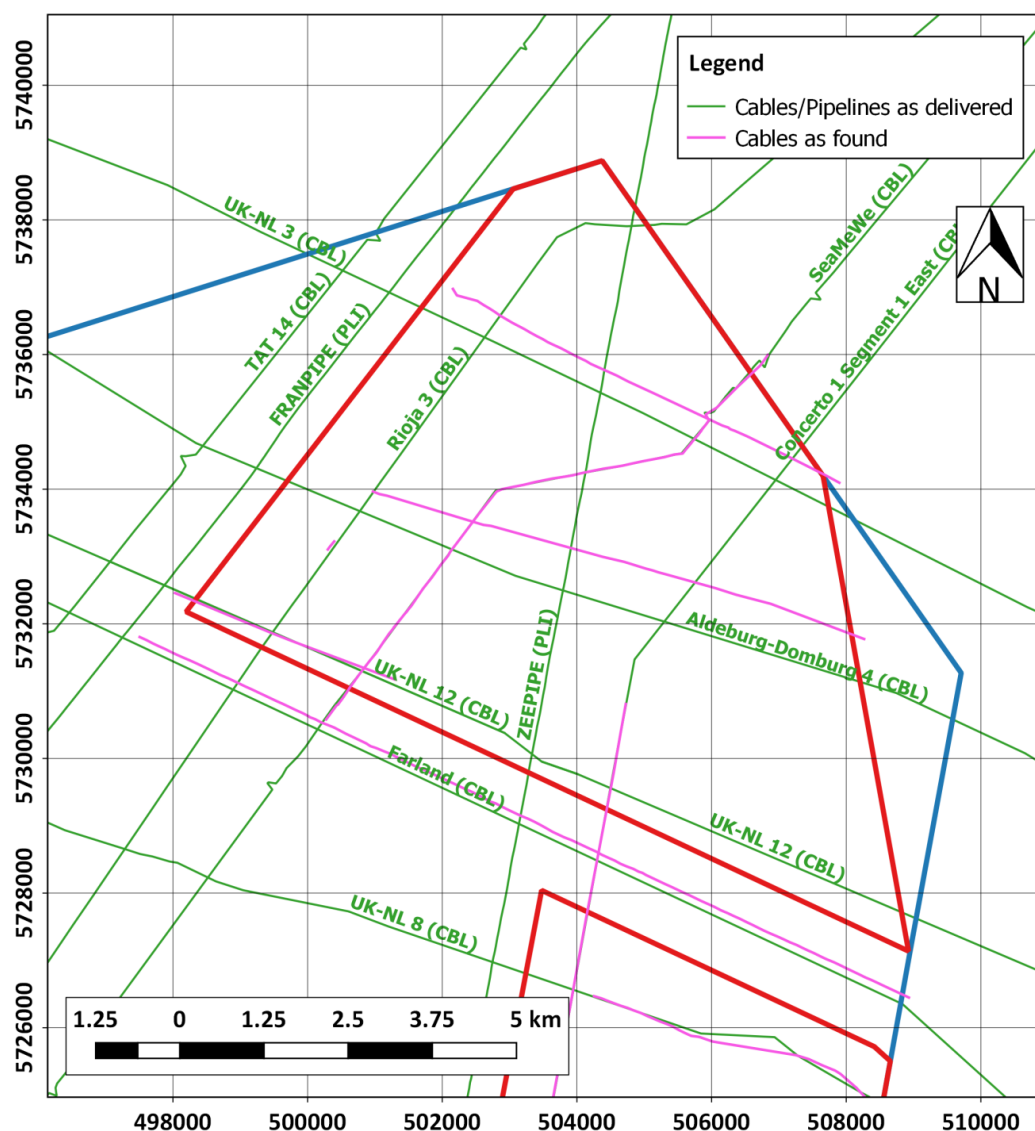 Legend
Cables/Pipelines as delivered
Cables as found
5740000
5738000
5736000
5734000
5732000
5730000
5728000
5726000
UK-NL 3 (CBL)
TAT 14 (CBL)
FRANPIPE (PLI)
Rioja 3 (CBL)
SeaMeWe (CBL)
Concerto 1 Segment 1 East (CBL
N
ZEEPIPE (PLI)
Aldeburg-Domburg 4 (CBL)
UK-NL 12 (CBL)
Farland (CBL)
UK-NL 12 (CBL)
UK-NL 8 (CBL)
1.25 0 1.25 2.5 3.75 5 km
498000 500000 502000 504000 506000 508000 510000